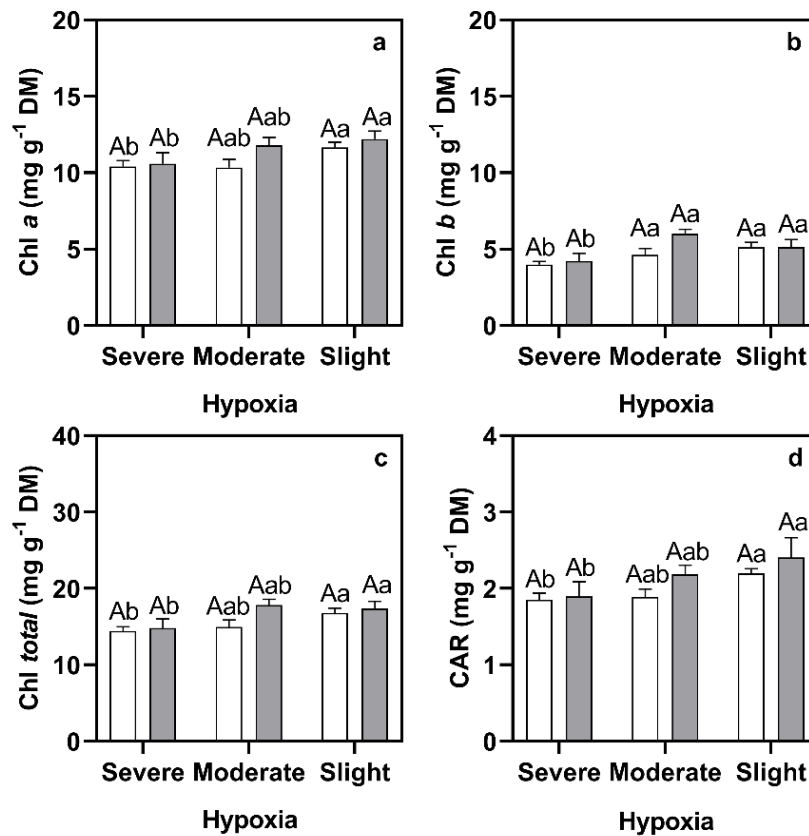 a
Chl a (mg g-1 DM)
20
15
10
5
0
Ab Ab Aab Aab Aa Aa
Severe Moderate Slight
Hypoxia
b
Chl b (mg g-1 DM)
20
15
10
5
0
Ab Ab Aa Aa Aa Aa
Severe Moderate Slight
Hypoxia
c
Chl total (mg g-1 DM)
40
30
20
10
0
Ab Ab Aab Aab Aa Aa
Severe Moderate Slight
Hypoxia
d
CAR (mg g-1 DM)
4
3
2
1
0
Ab Ab Aab Aab Aa Aa
Severe Moderate Slight
Hypoxia